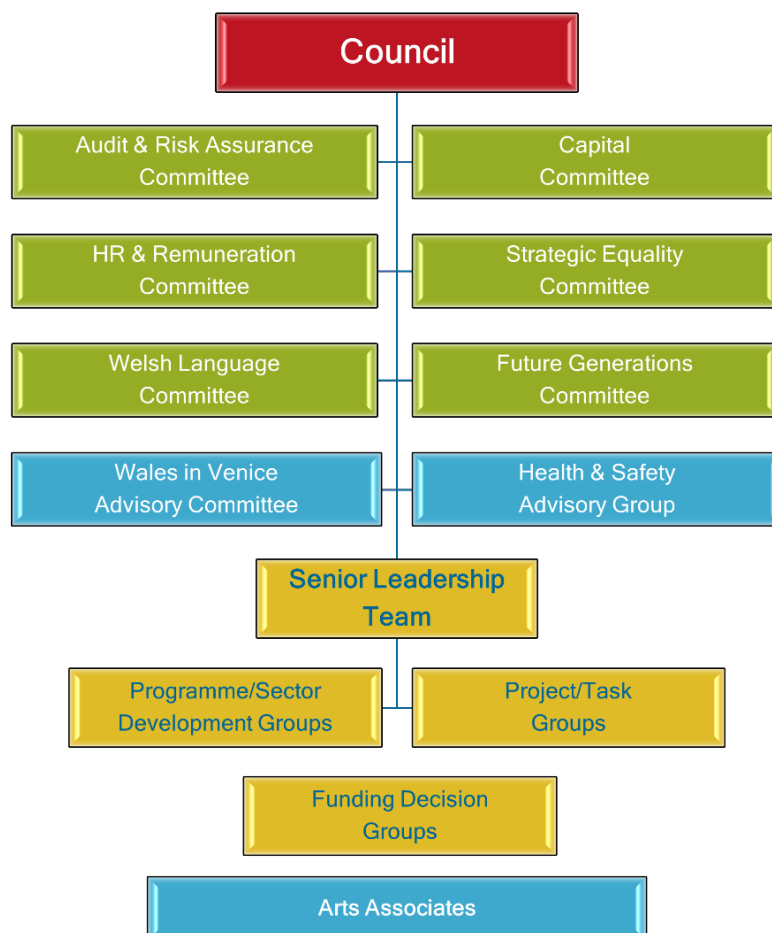 Council
Audit & Risk Assurance
Committee
Capital
Committee
HR & Remuneration
Committee
Strategic Equality
Committee
Welsh Language
Committee
Future Generations
Committee
Wales in Venice
Advisory Committee
Health & Safety
Advisory Group
Senior Leadership
Team
Programme/Sector
Development Groups
Project/Task
Groups
Funding Decision
Groups
Arts Associates